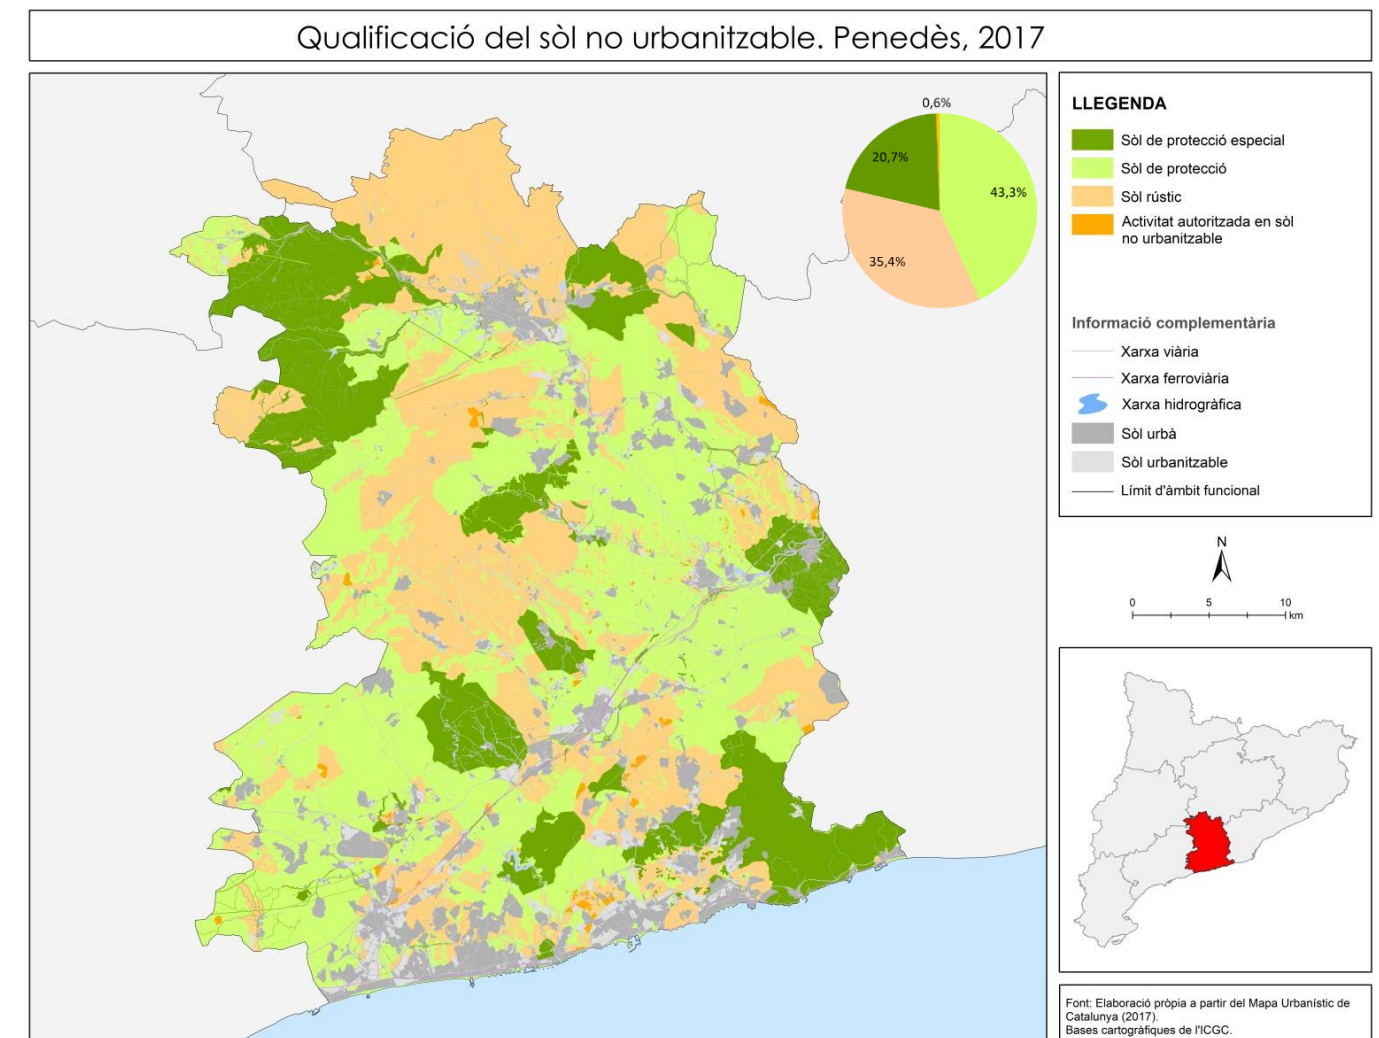 Qualificació del sòl no urbanitzable. Penedès, 2017
0,6%
20,7%
43,3%
35,4%
LLEGENDA
Sòl de protecció especial
Sòl de protecció
Sòl rústic
Activitat autoritzada en sòl
no urbanitzable
Informació complementària
Xarxa viària
Xarxa ferroviària
Xarxa hidrogràfica
Sòl urbà
Sòl urbanitzable
Límit d'àmbit funcional
N
0 5 10
km
Font: Elaboració pròpia a partir del Mapa Urbanístic de
Catalunya (2017).
Bases cartogràfiques de l'ICGC.